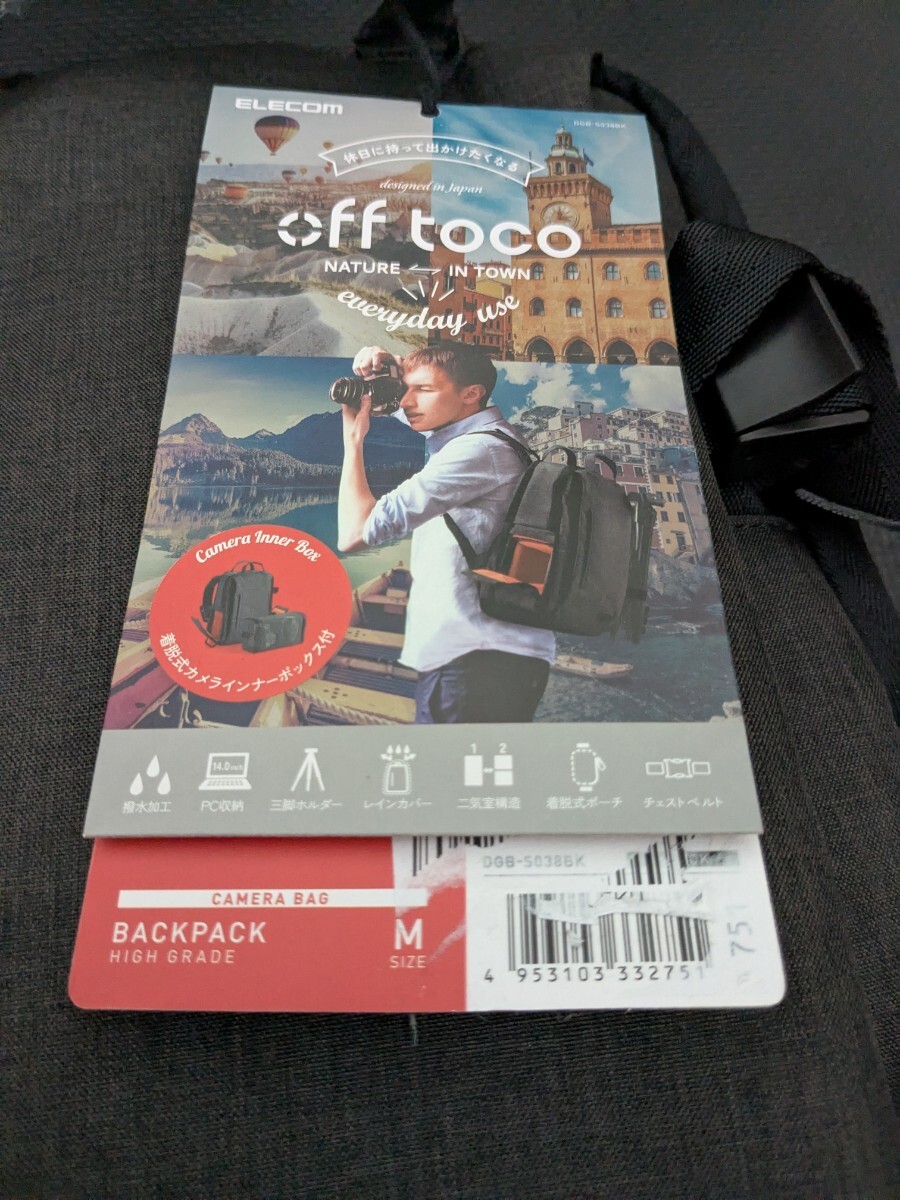 ELECOM
DGB-S038BK
休日に持って出かけたくなる
designed in Japan
off toco
NATURE IN TOWN
everyday use
Camera Inner Box
着脱式カメラインナーボックス付
14.0inch
1 2
撥水加工 PC収納 三脚ホルダー レインカバー 二気室構造 着脱式ポーチ チェストベルト
DGB-S038BK
CAMERA BAG
BACKPACK
HIGH GRADE
M
SIZE
4 953103 332751
751